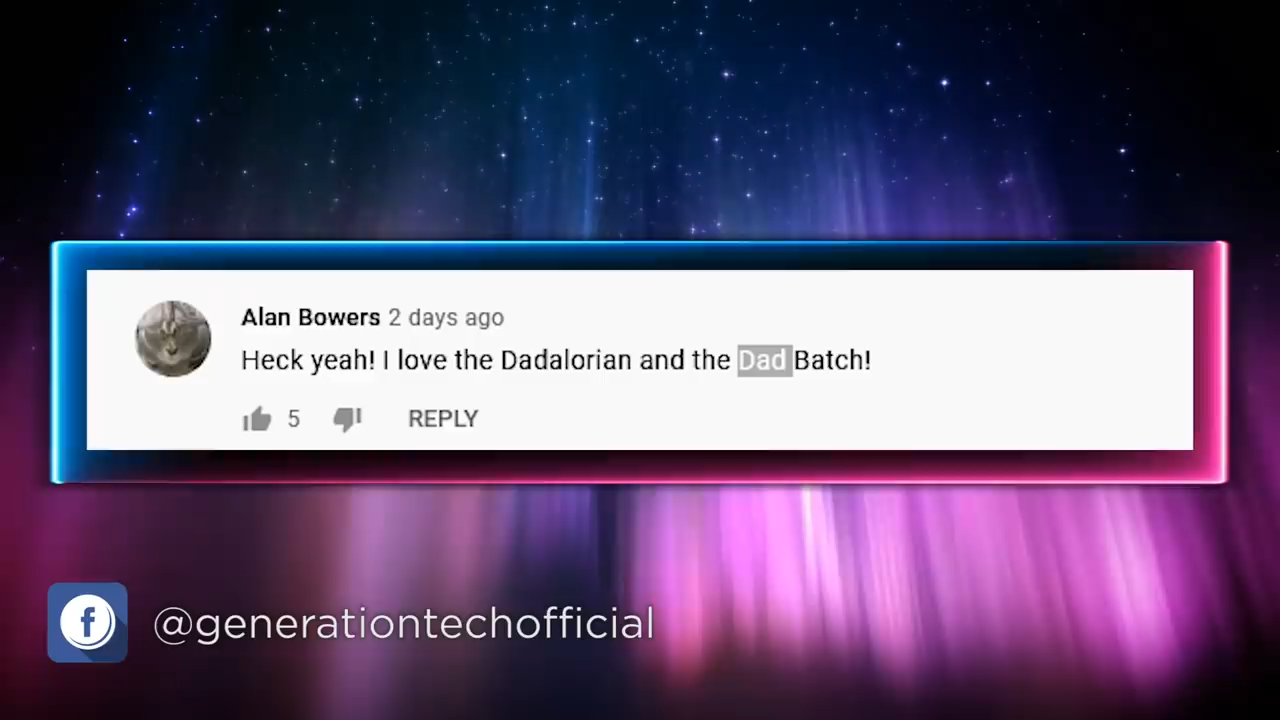 Alan Bowers 2 days ago
Heck yeah! I love the Dadalorian and the Dad Batch!
5 REPLY
f @generationtechofficial